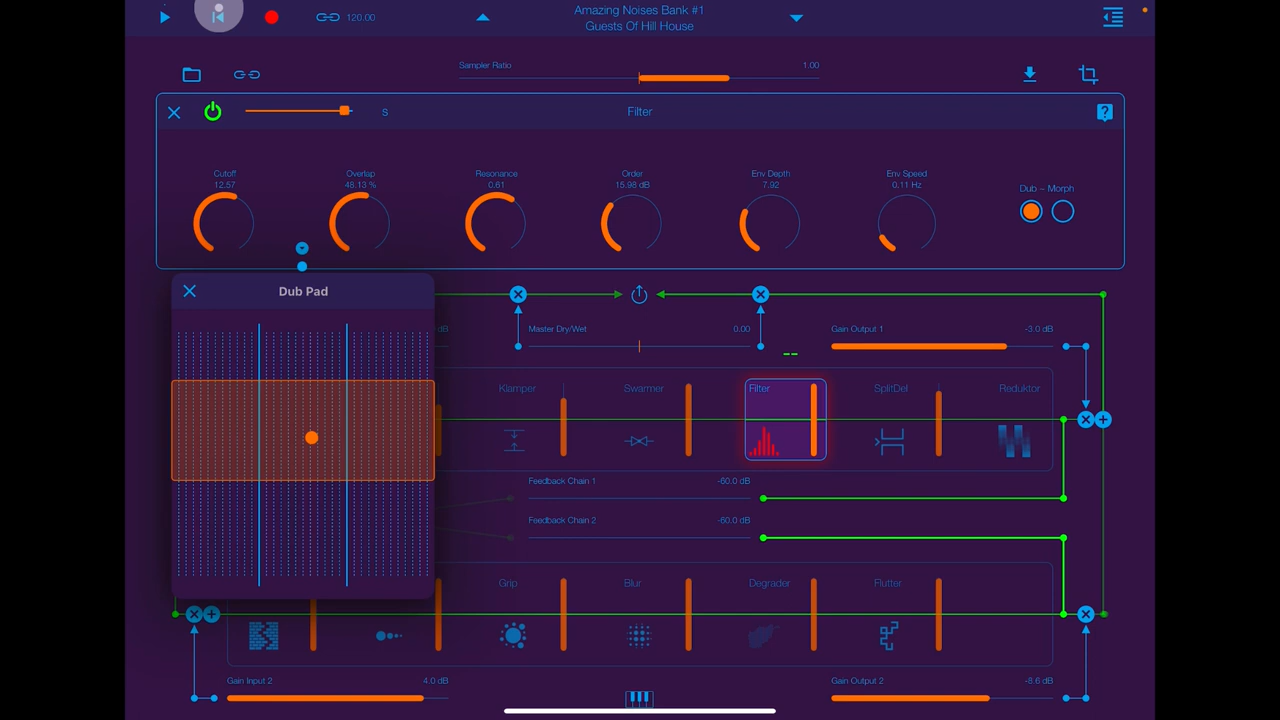 120.00
Amazing Noises Bank #1
Guests Of Hill House
Sampler Ratio
1.00
S
Filter
?
Cutoff
12.57
Overlap
48.13 %
Resonance
0.61
Order
15.98 dB
Env Depth
7.92
Env Speed
0.11 Hz
Dub ~ Morph
Dub Pad
dB
Master Dry/Wet
0.00
--
Gain Output 1
-3.0 dB
Klamper
Swarmer
Filter
SplitDel
Reduktor
Feedback Chain 1
-60.0 dB
Feedback Chain 2
-60.0 dB
Grip
Blur
Degrader
Flutter
Gain Input 2
4.0 dB
Gain Output 2
-8.6 dB